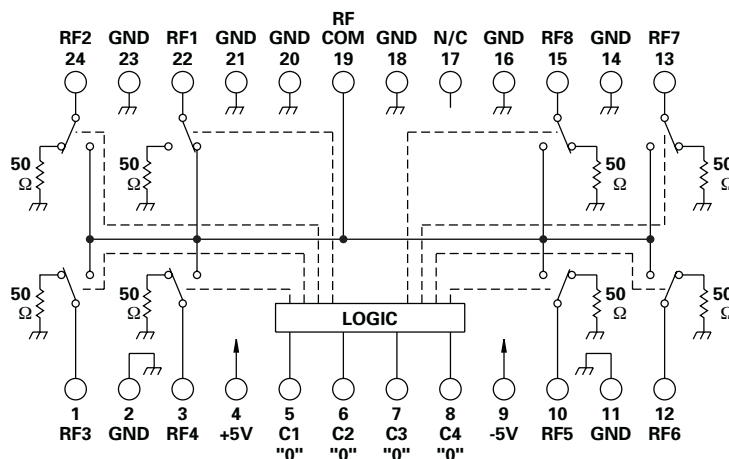 RF
RF2 GND RF1 GND GND COM GND N/C GND RF8 GND RF7
24 23 22 21 20 19 18 17 16 15 14 13
50 50 50 50
Ω Ω Ω Ω
50 50 50 50
Ω Ω Ω Ω
LOGIC
1 2 3 4 5 6 7 8 9 10 11 12
RF3 GND RF4 +5V C1 C2 C3 C4 -5V RF5 GND RF6
"0" "0" "0" "0"